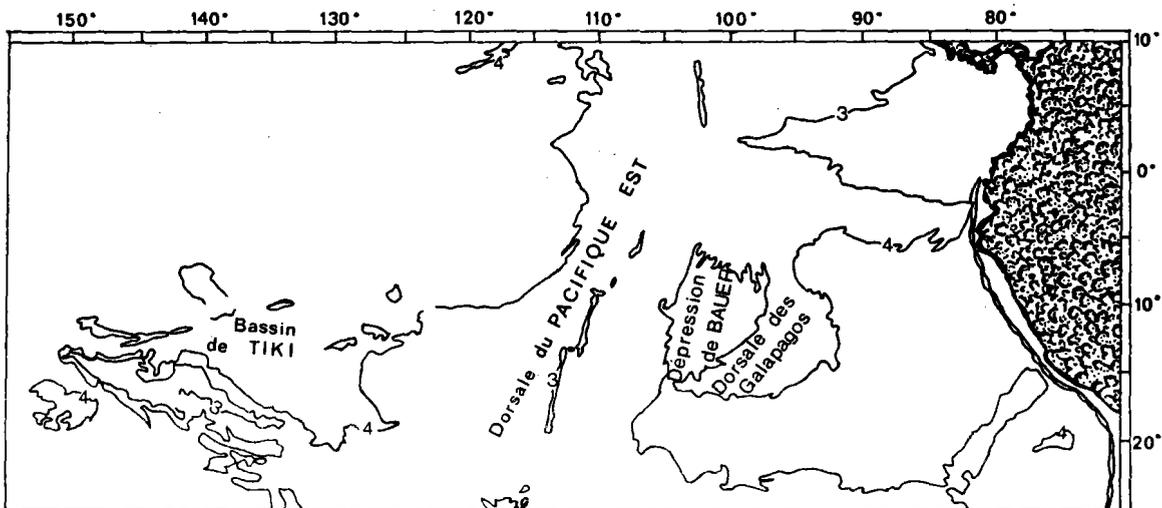 150° 140° 130° 120° 110° 100° 90° 80°
10°
4
3
0°
Dorsale du PACIFIQUE EST
4
Dépression
de BAUER
Dorsale des
Galapagos
10°
Bassin
de TIKI
3
4
3
4
4
20°